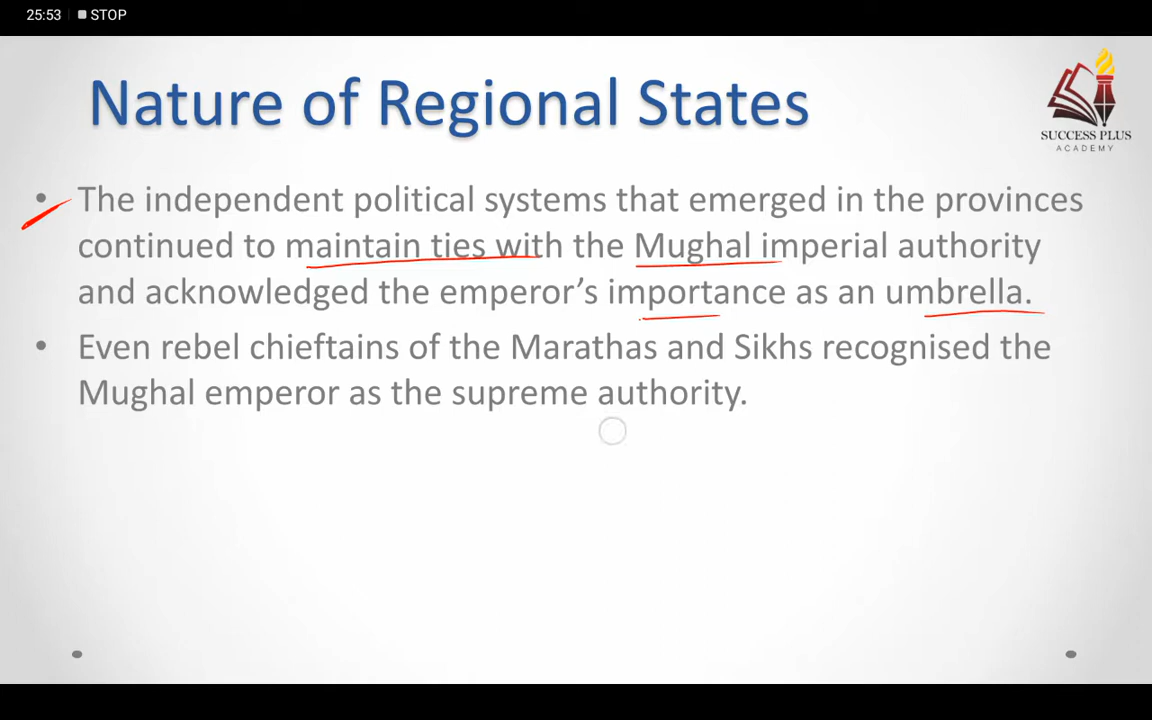 25:53 STOP
Nature of Regional States
SUCCESS PLUS
ACADEMY
• The independent political systems that emerged in the provinces
continued to maintain ties with the Mughal imperial authority
and acknowledged the emperor’s importance as an umbrella.
• Even rebel chieftains of the Marathas and Sikhs recognised the
Mughal emperor as the supreme authority.